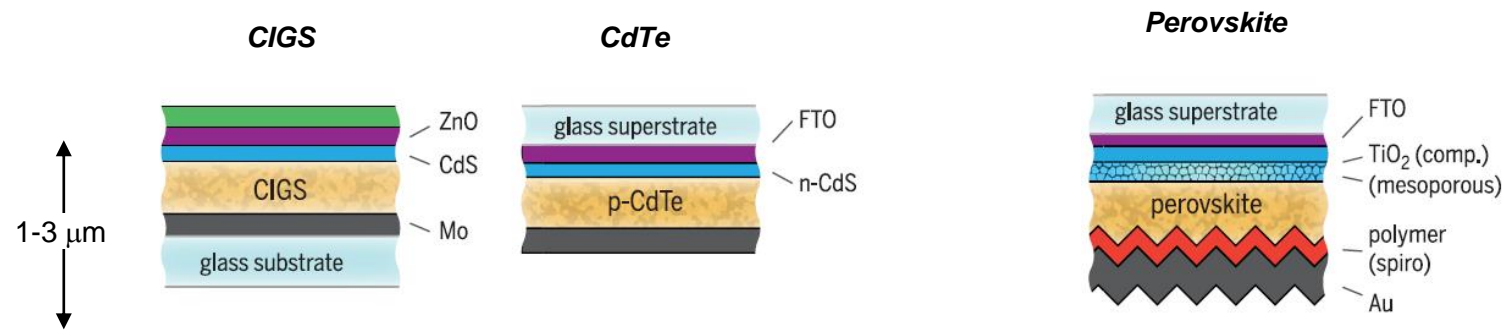 CIGS
CdTe
Perovskite
1-3 μm
ZnO
CdS
CIGS
Mo
glass substrate
glass superstrate
FTO
n-CdS
p-CdTe
glass superstrate
FTO
TiO₂ (comp.)
(mesoporous)
perovskite
polymer
(spiro)
Au